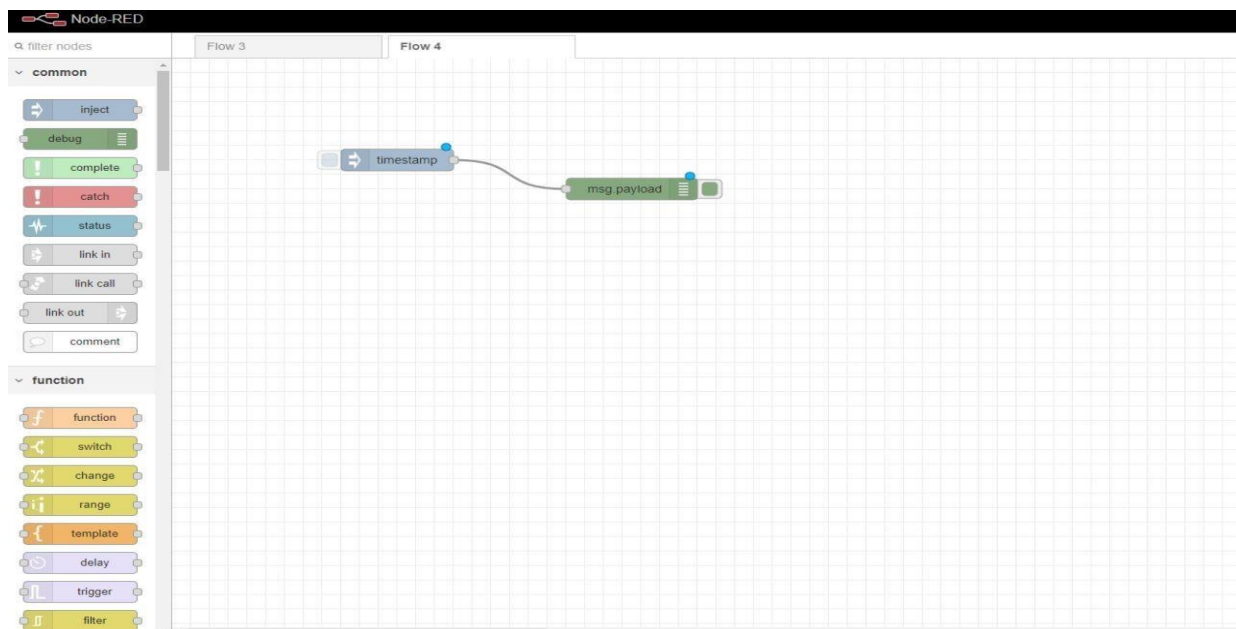 Node-RED
filter nodes
Flow 3
Flow 4
common
inject
debug
complete
catch
status
link in
link call
link out
comment
function
function
switch
change
range
template
delay
trigger
filter
timestamp
msg.payload